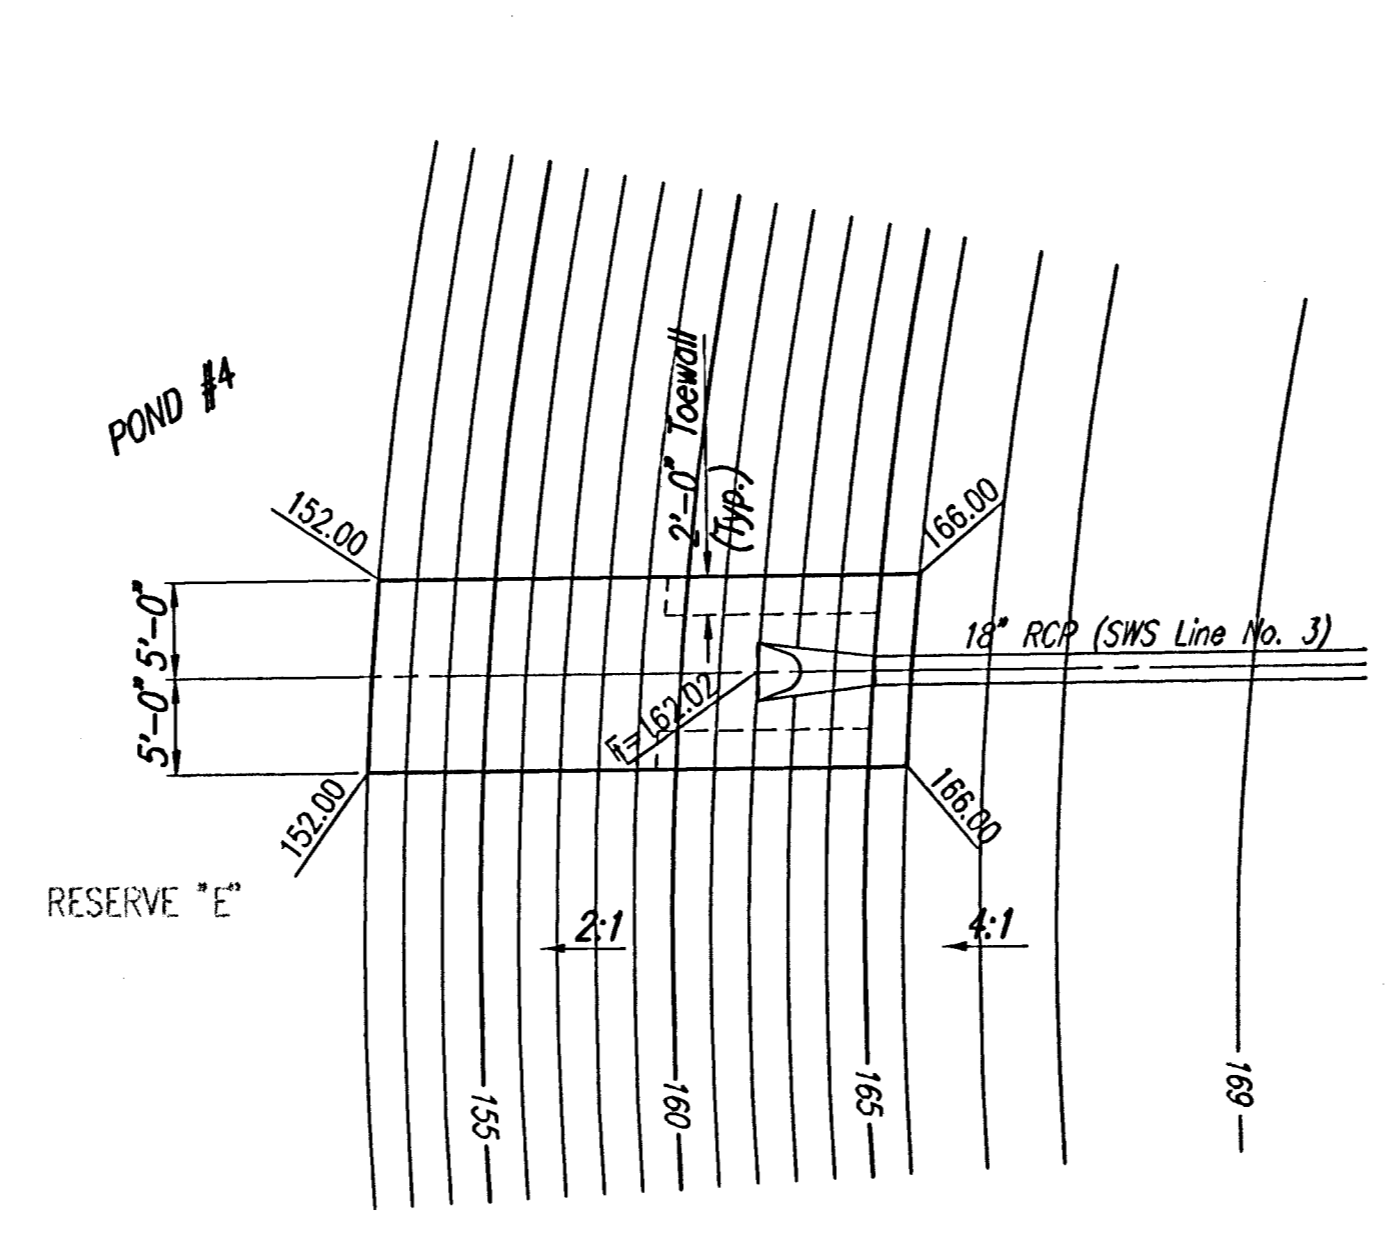 POND #4
2'-0" Toewall
(Typ.)
152.00
166.00
5'-0"
5'-0"
18" RCP (SWS Line No. 3)
162.02
152.00
166.00
RESERVE "E"
2:1
4:1
155
160
165
169